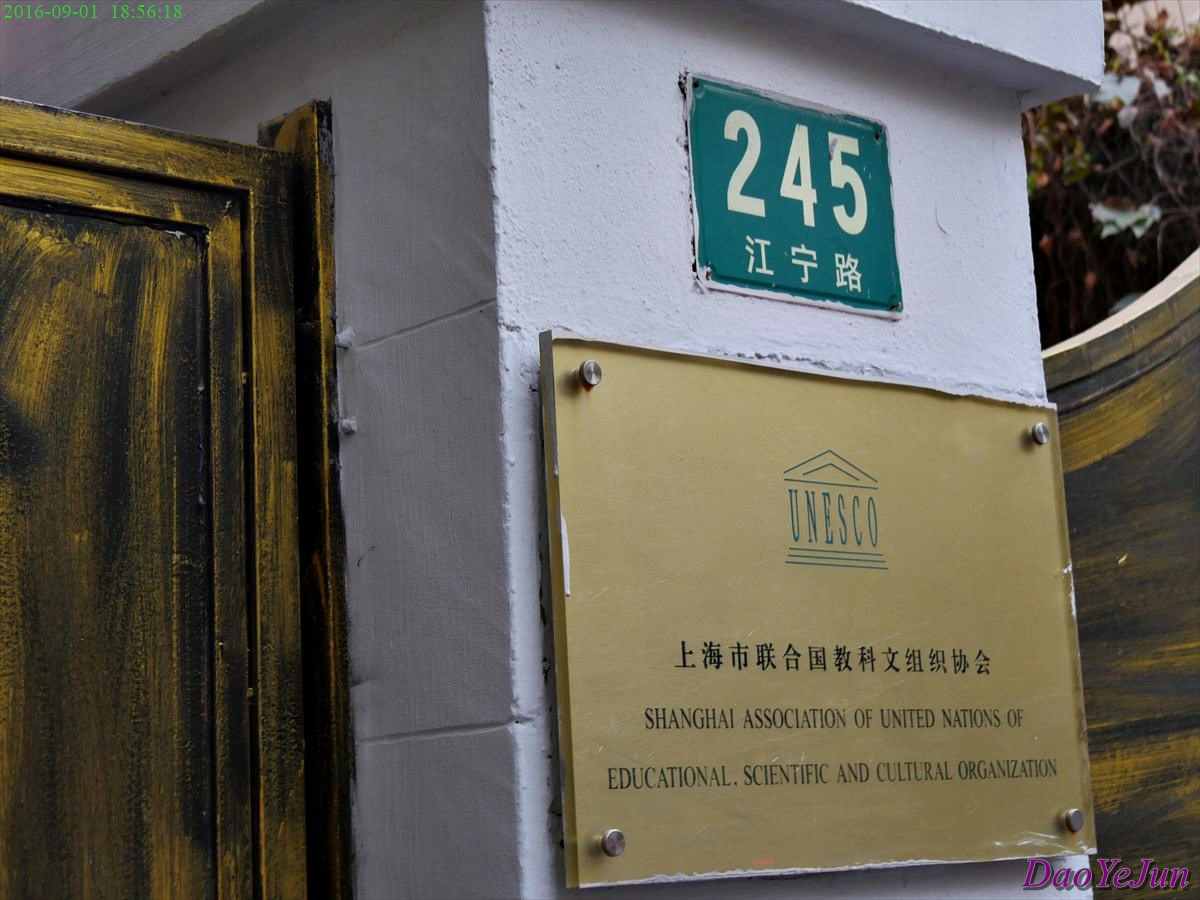 2016-09-01 18:56:18
245
江宁路
UNESCO
上海市联合国教科文组织协会
SHANGHAI ASSOCIATION OF UNITED NATIONS OF
EDUCATIONAL. SCIENTIFIC AND CULTURAL ORGANIZATION
DaoYeJun